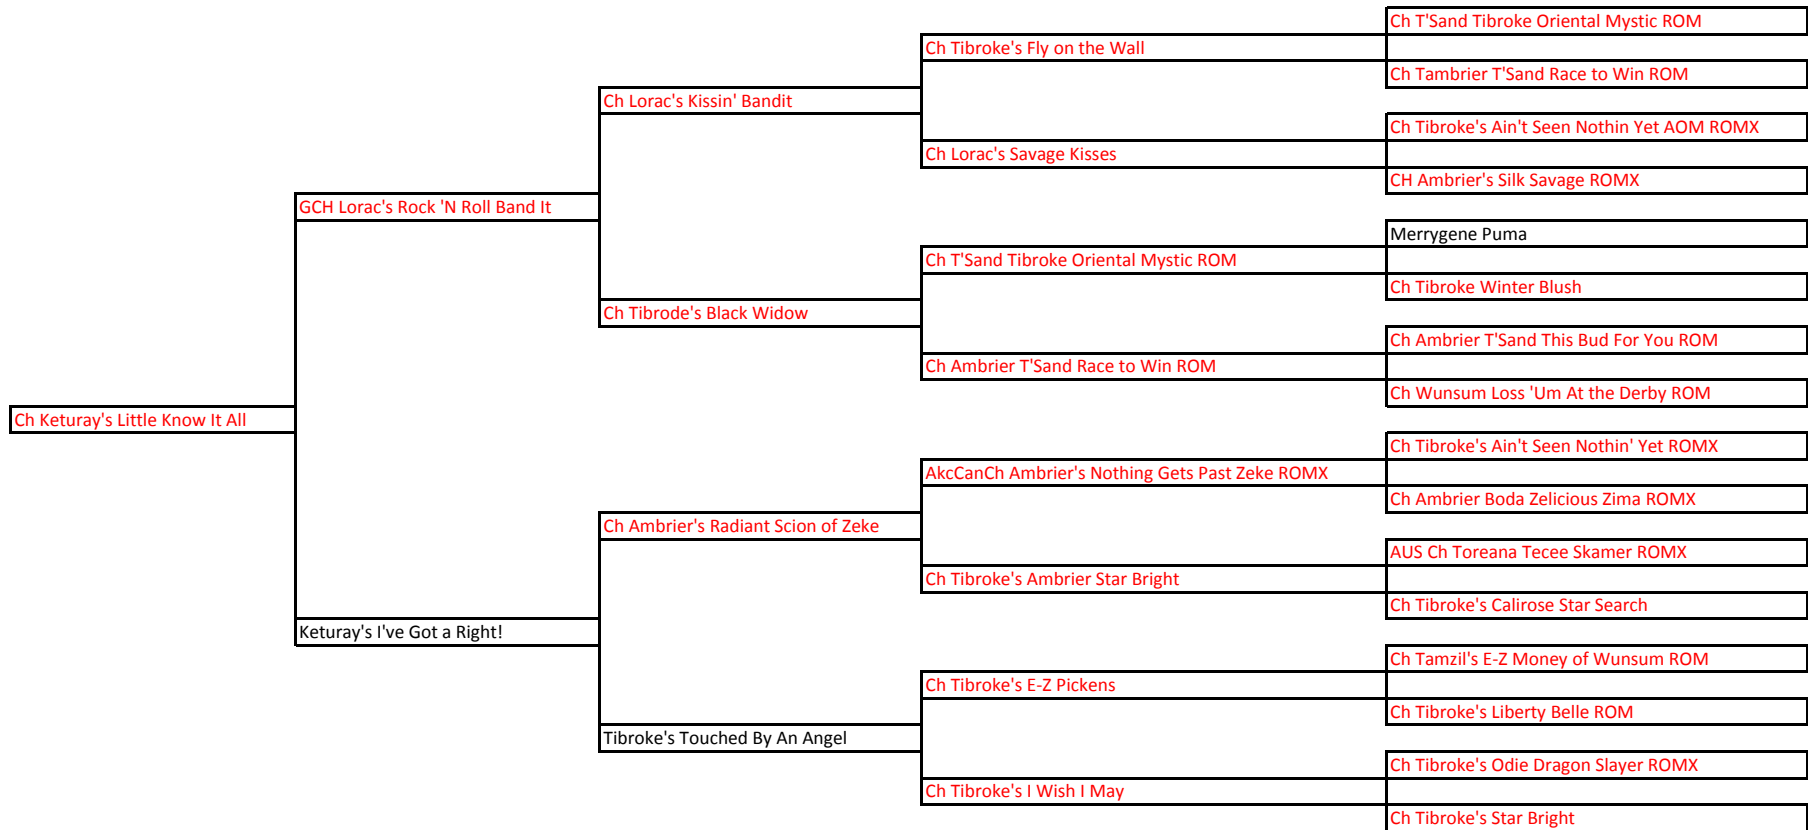 Ch T'Sand Tibroke Oriental Mystic ROM
Ch Tibroke's Fly on the Wall
Ch Tambrier T'Sand Race to Win ROM
Ch Lorac's Kissin' Bandit
Ch Tibroke's Ain't Seen Nothin Yet AOM ROMX
Ch Lorac's Savage Kisses
CH Ambrier's Silk Savage ROMX
GCH Lorac's Rock 'N Roll Band It
Merrygene Puma
Ch T'Sand Tibroke Oriental Mystic ROM
Ch Tibroke Winter Blush
Ch Tibrode's Black Widow
Ch Ambrier T'Sand This Bud For You ROM
Ch Ambrier T'Sand Race to Win ROM
Ch Wunsum Loss 'Um At the Derby ROM
Ch Keturay's Little Know It All
Ch Tibroke's Ain't Seen Nothin' Yet ROMX
AkcCanCh Ambrier's Nothing Gets Past Zeke ROMX
Ch Ambrier Boda Zelicious Zima ROMX
Ch Ambrier's Radiant Scion of Zeke
AUS Ch Toreana Tecee Skamer ROMX
Ch Tibroke's Ambrier Star Bright
Ch Tibroke's Calirose Star Search
Keturay's I've Got a Right!
Ch Tamzil's E-Z Money of Wunsum ROM
Ch Tibroke's E-Z Pickens
Ch Tibroke's Liberty Belle ROM
Tibroke's Touched By An Angel
Ch Tibroke's Odie Dragon Slayer ROMX
Ch Tibroke's I Wish I May
Ch Tibroke's Star Bright